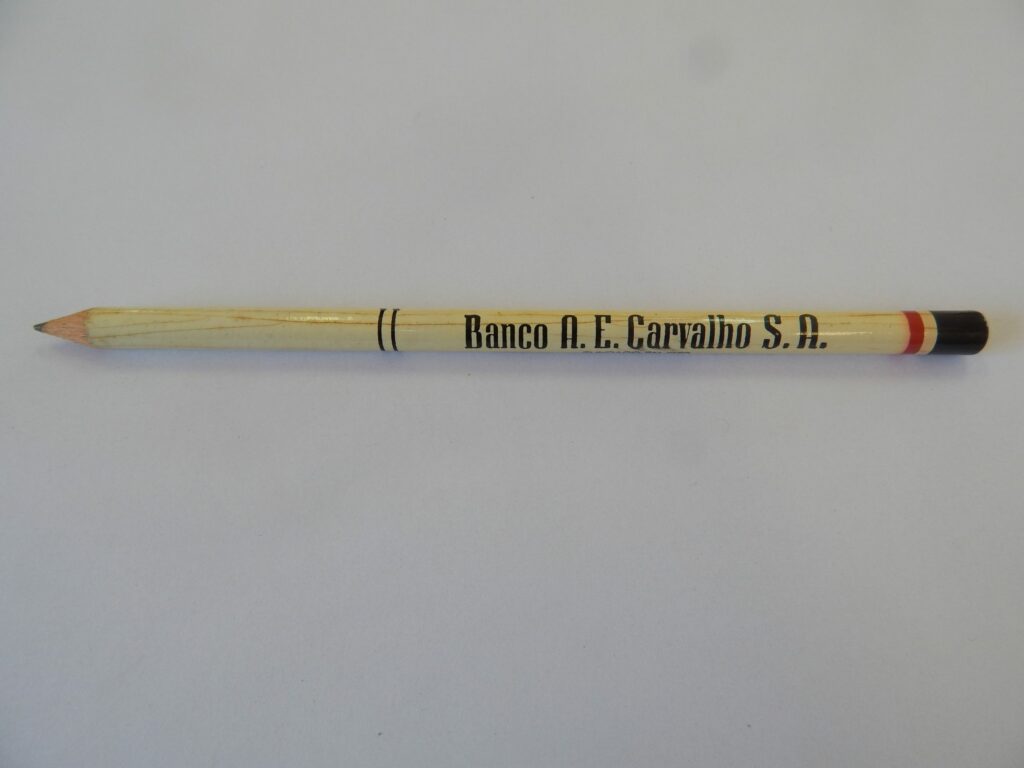 Banco A. E. Carvalho S. A.